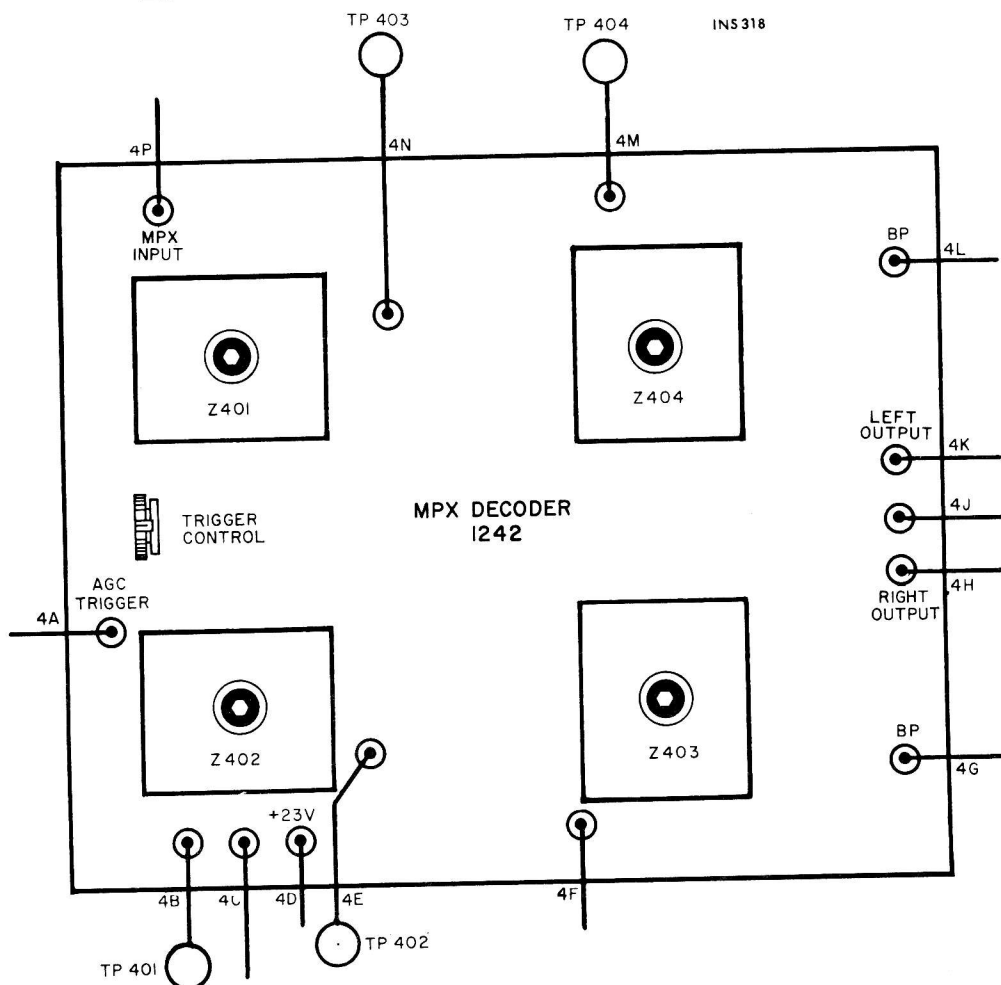 TP 403
TP 404
INS318
4P
4N
4M
MPX
INPUT
BP
4L
Z401
Z404
LEFT
OUTPUT
4K
MPX DECODER
1242
TRIGGER
CONTROL
4J
AGC
TRIGGER
4A
4H
RIGHT
OUTPUT
Z402
Z403
BP
4G
+23V
4B
4C
4D
4E
4F
TP 401
TP 402